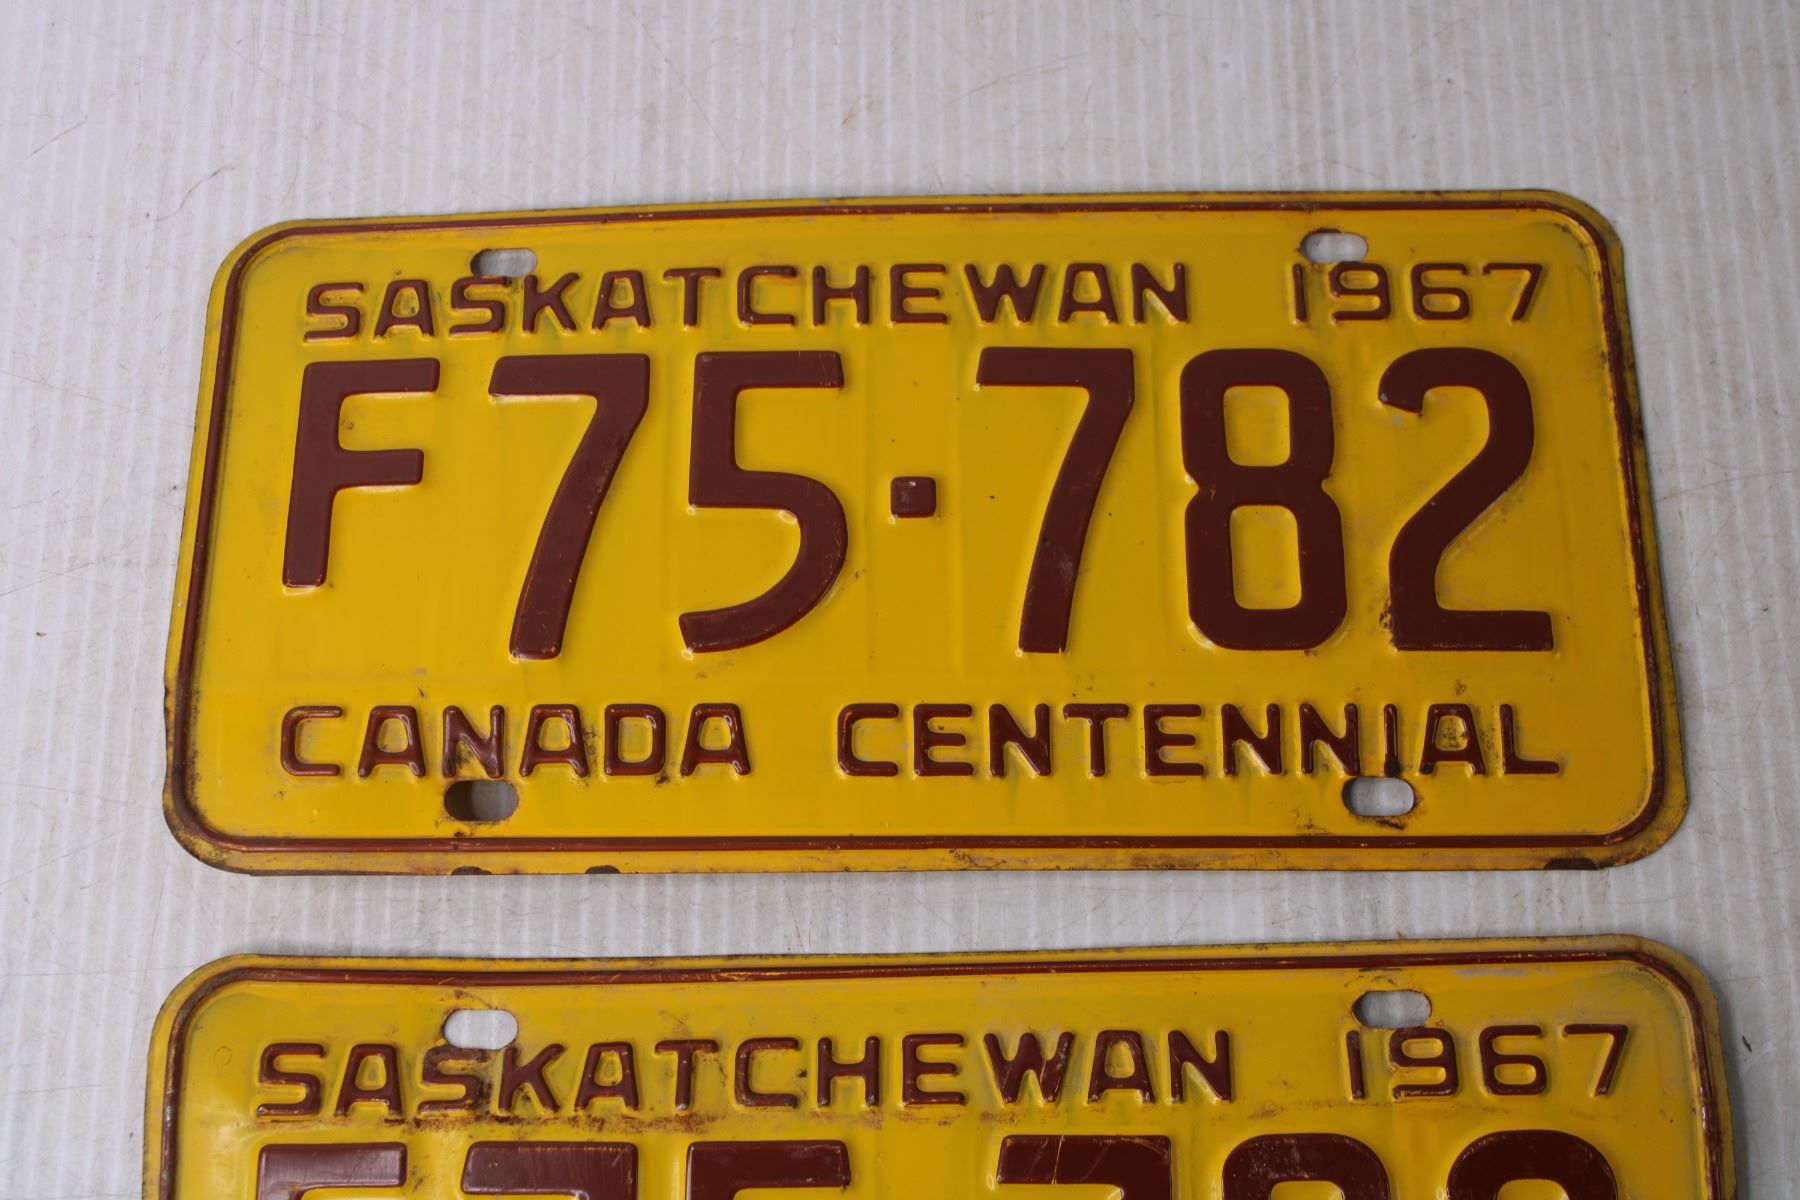 SASKATCHEWAN 1967
F75·782
CANADA CENTENNIAL
SASKATCHEWAN 1967